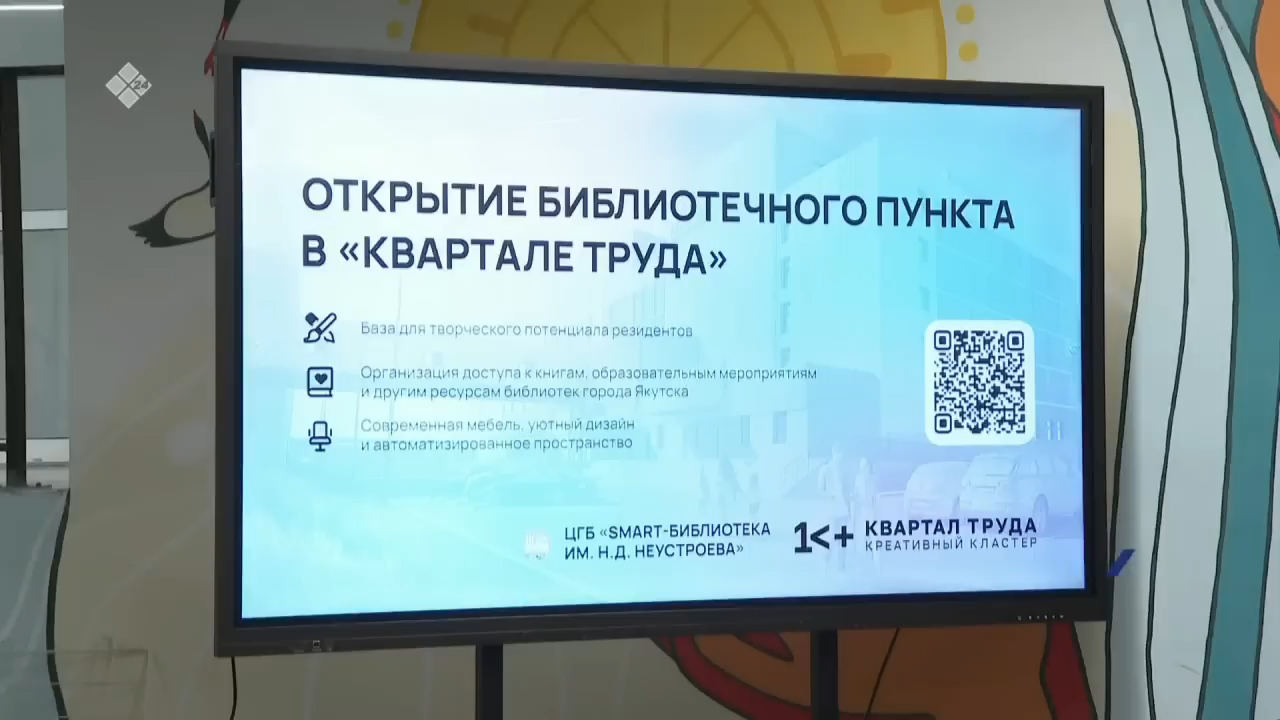 24
ОТКРЫТИЕ БИБЛИОТЕЧНОГО ПУНКТА
В «КВАРТАЛЕ ТРУДА»
База для творческого потенциала резидентов
Организация доступа к книгам, образовательным мероприятиям
и другим ресурсам библиотек города Якутска
Современная мебель, уютный дизайн
и автоматизированное пространство
ЦГБ «SMART-БИБЛИОТЕКА
ИМ. Н.Д. НЕУСТРОЕВА»
1<+ КВАРТАЛ ТРУДА
КРЕАТИВНЫЙ КЛАСТЕР